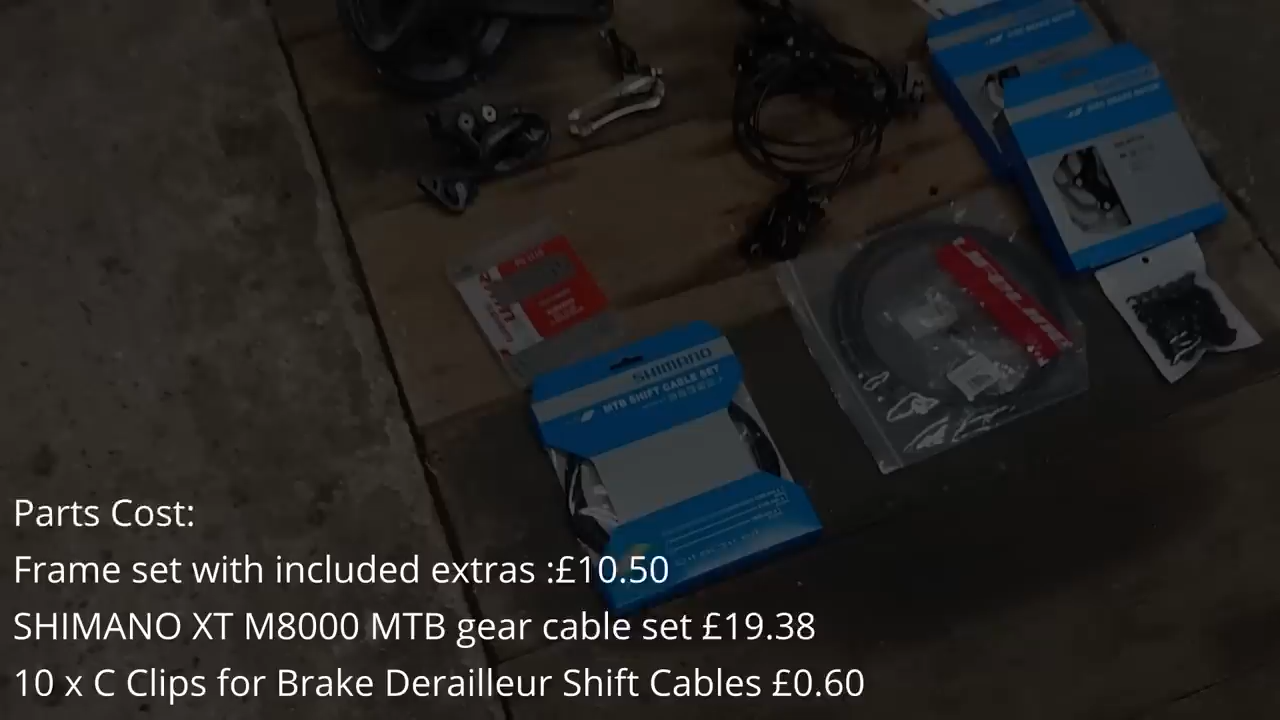 SHIMANO
MTB SHIFT CABLE SET
Parts Cost:
Frame set with included extras :£10.50
SHIMANO XT M8000 MTB gear cable set £19.38
10 x C Clips for Brake Derailleur Shift Cables £0.60